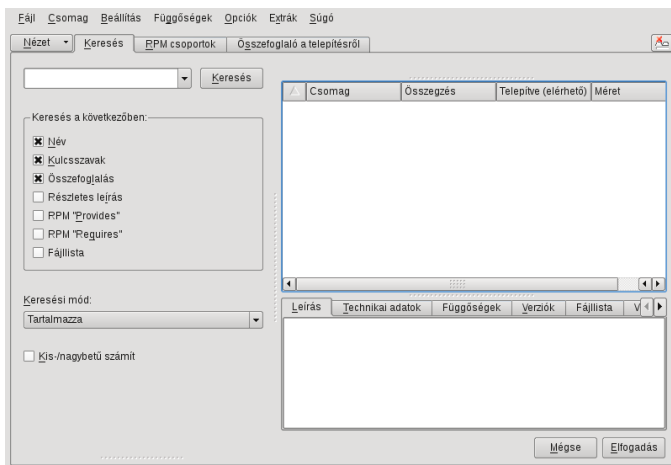 Fájl Csomag Beállítás Függőségek Opciók Extrák Súgó
Nézet Keresés RPM csoportok Összefoglaló a telepítésről
Keresés
Csomag Összegzés Telepítve (elérhető) Méret
Keresés a következőben:
Név
Kulcsszavak
Összefoglalás
Részletes leírás
RPM "Provides"
RPM "Requires"
Fájllista
Keresési mód:
Tartalmazza
Kis-/nagybetű számít
Leírás Technikai adatok Függőségek Verziók Fájllista V
Mégse Elfogadás